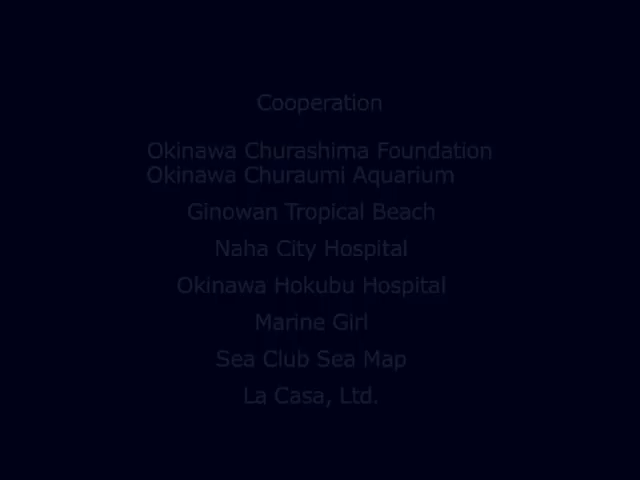 Cooperation
Okinawa Churashima Foundation
Okinawa Churaumi Aquarium
Ginowan Tropical Beach
Naha City Hospital
Okinawa Hokubu Hospital
Marine Girl
Sea Club Sea Map
La Casa, Ltd.